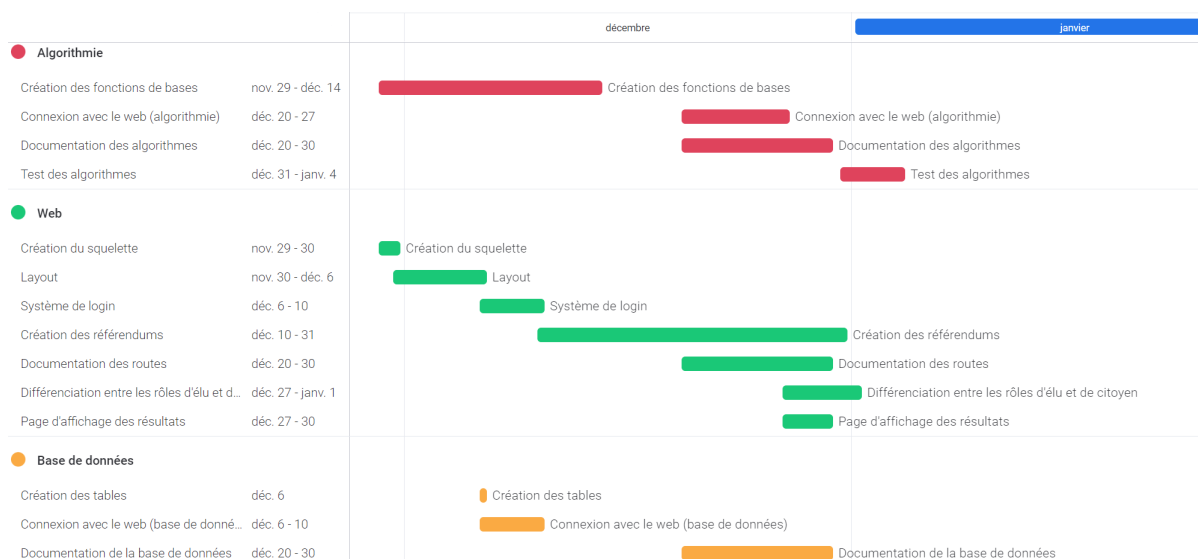 décembre janvier
Algorithmie
Création des fonctions de bases nov. 29 - déc. 14 Création des fonctions de bases
Connexion avec le web (algorithmie) déc. 20 - 27 Connexion avec le web (algorithmie)
Documentation des algorithmes déc. 20 - 30 Documentation des algorithmes
Test des algorithmes déc. 31 - janv. 4 Test des algorithmes
Web
Création du squelette nov. 29 - 30 Création du squelette
Layout nov. 30 - déc. 6 Layout
Système de login déc. 6 - 10 Système de login
Création des référendums déc. 10 - 31 Création des référendums
Documentation des routes déc. 20 - 30 Documentation des routes
Différenciation entre les rôles d'élu et d... déc. 27 - janv. 1 Différenciation entre les rôles d'élu et de citoyen
Page d'affichage des résultats déc. 27 - 30 Page d'affichage des résultats
Base de données
Création des tables déc. 6 Création des tables
Connexion avec le web (base de donné... déc. 6 - 10 Connexion avec le web (base de données)
Documentation de la base de données déc. 20 - 30 Documentation de la base de données